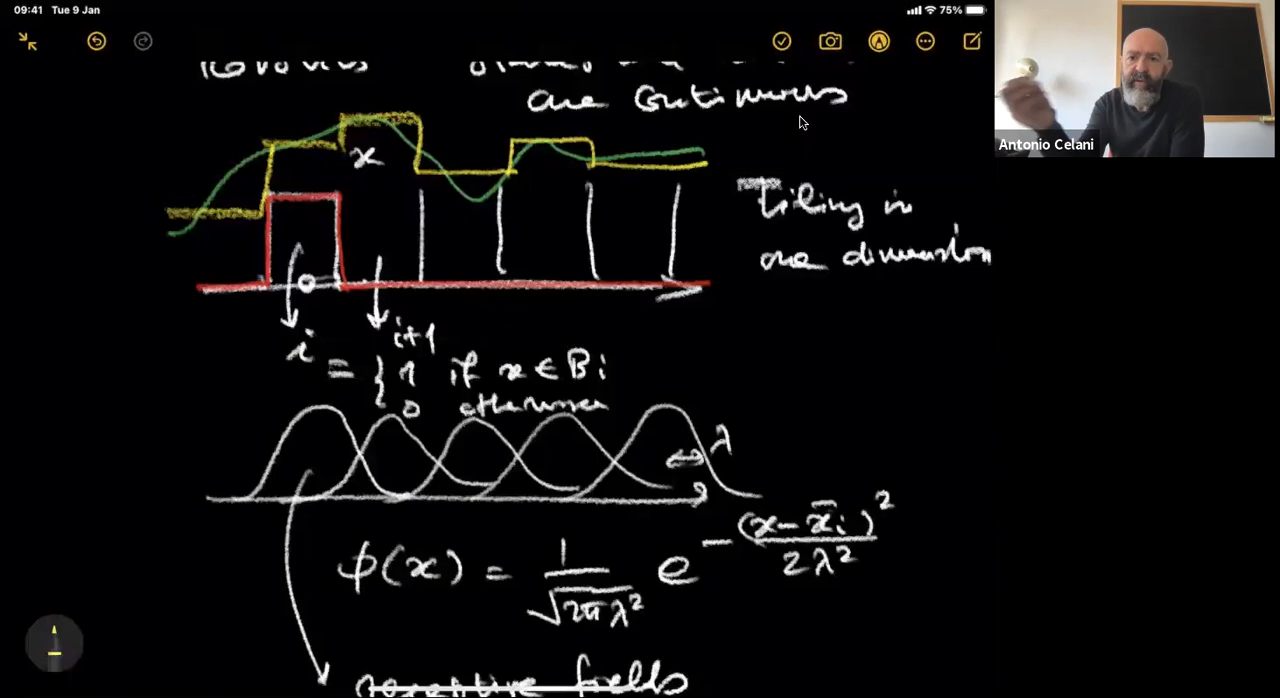 09:41 Tue 9 Jan
75%
Antonio Celani
are continuous
x
Tiling in
one dimension
i
i+1
= { 1 if x ∈ Bi
0 otherwise
λ
ϕ(x) = 1/√(2πλ²) e^(-(x-x̄i)²/2λ²)
receptive fields